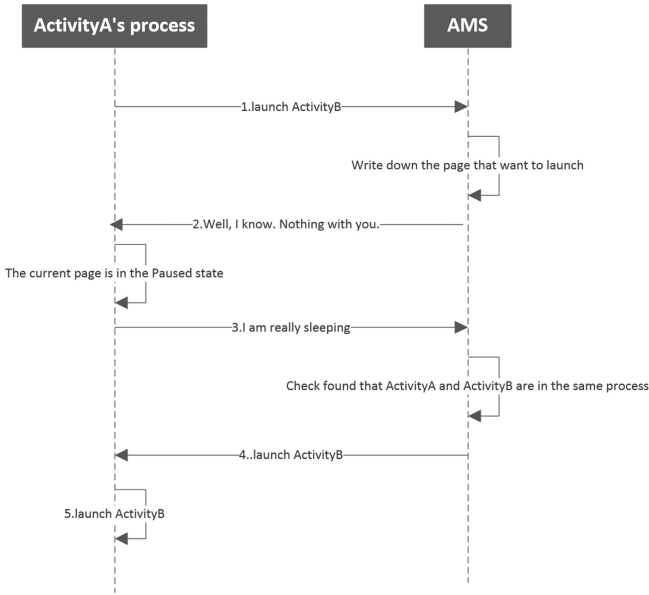 ActivityA's process
AMS
1.launch ActivityB
Write down the page that want to launch
2.Well, I know. Nothing with you.
The current page is in the Paused state
3.I am really sleeping
Check found that ActivityA and ActivityB are in the same process
4..launch ActivityB
5.launch ActivityB